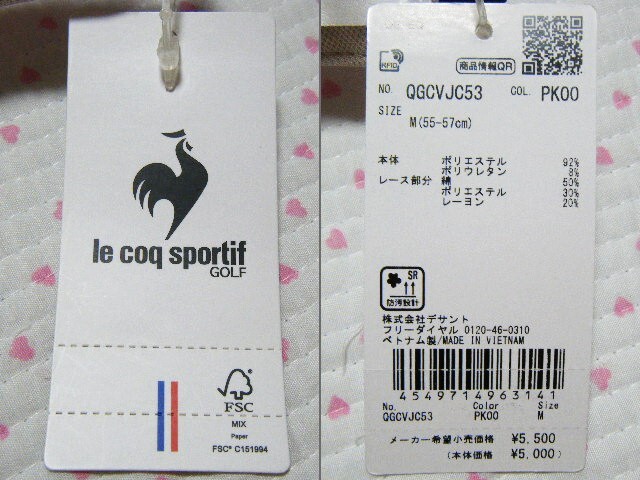 le coq sportif
GOLF
FSC
MIX
Paper
FSC® C151994
RFID
商品情報QR
NO. QGCVJC53 COL. PK00
SIZE
M(55-57cm)
本体 ポリエステル 92%
ポリウレタン 8%
レース部分 綿 50%
ポリエステル 30%
レーヨン 20%
SR
防汚設計
株式会社デサント
フリーダイヤル 0120-46-0310
ベトナム製/MADE IN VIETNAM
4549714963141
No. Color Size
QGCVJC53 PK00 M
メーカー希望小売価格 ¥5,500
(本体価格 ¥5,000)